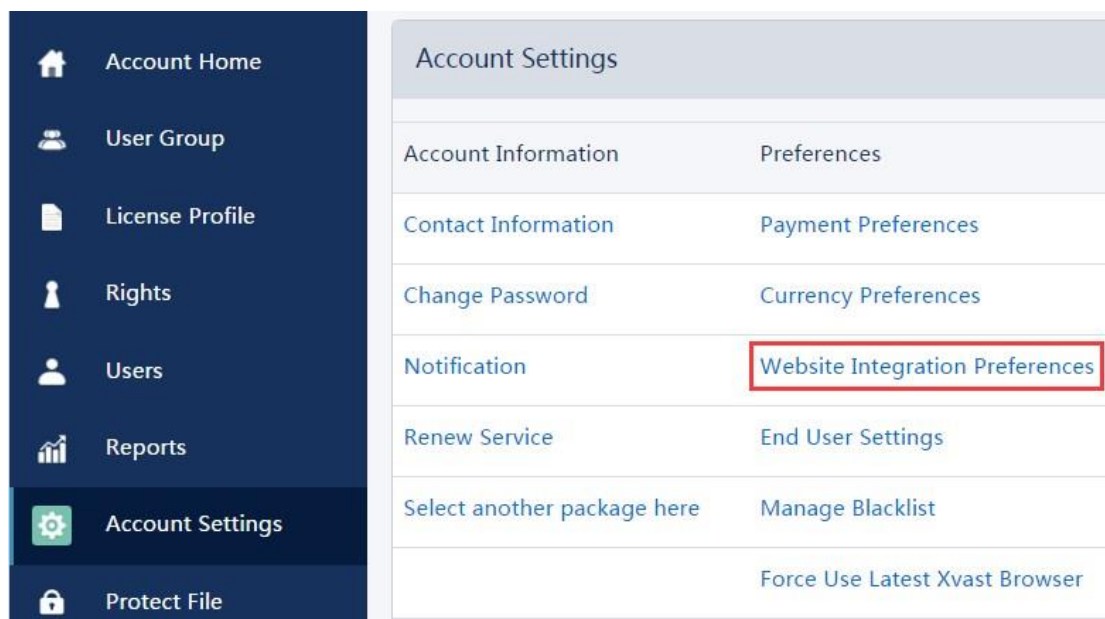 Account Home
User Group
License Profile
Rights
Users
Reports
Account Settings
Protect File
Account Settings
Account Information Preferences
Contact Information Payment Preferences
Change Password Currency Preferences
Notification Website Integration Preferences
Renew Service End User Settings
Select another package here Manage Blacklist
Force Use Latest Xvast Browser